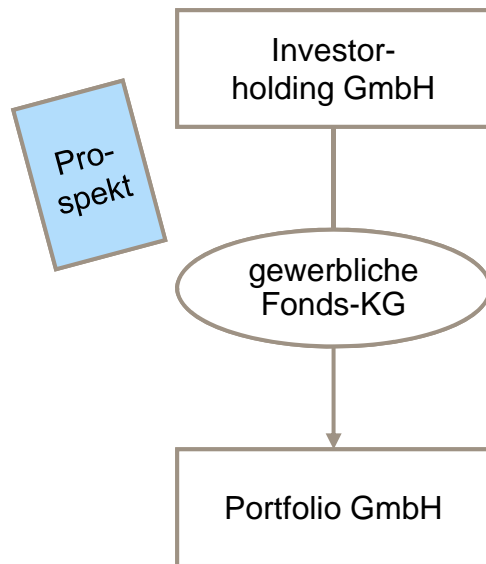 Investor-
holding GmbH
Pro-
spekt
gewerbliche
Fonds-KG
Portfolio GmbH